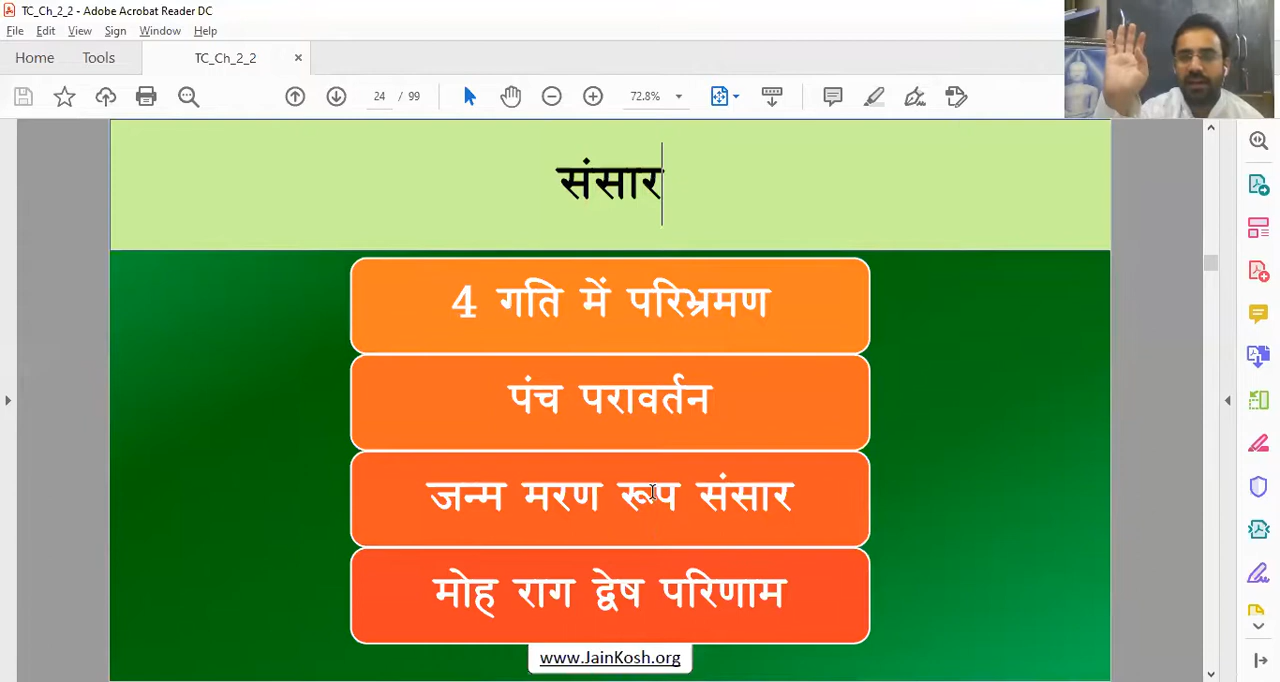 TC_Ch_2_2 - Adobe Acrobat Reader DC
File Edit View Sign Window Help
Home Tools TC_Ch_2_2
24 / 99 72.8%
संसार
4 गति में परिभ्रमण
पंच परावर्तन
जन्म मरण रूप संसार
मोह राग द्वेष परिणाम
www.JainKosh.org